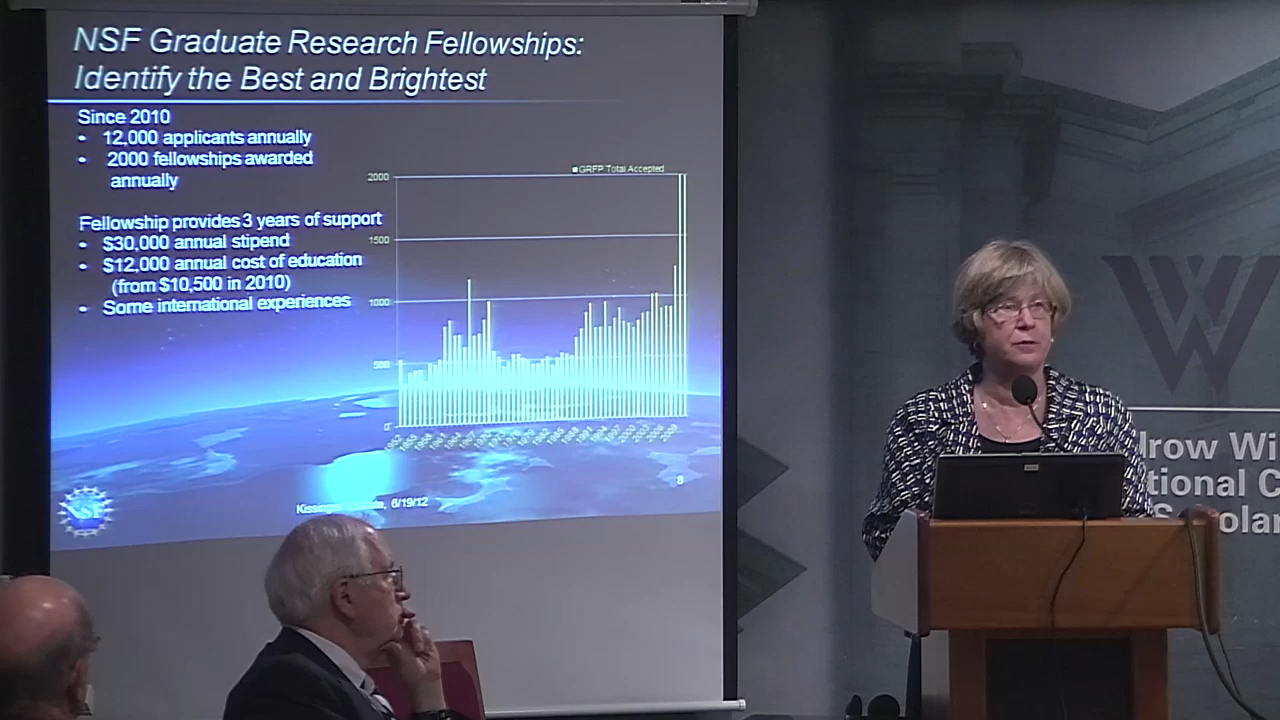 NSF Graduate Research Fellowships:
Identify the Best and Brightest
Since 2010
• 12,000 applicants annually
• 2000 fellowships awarded
annually
Fellowship provides 3 years of support
• $30,000 annual stipend
• $12,000 annual cost of education
(from $10,500 in 2010)
• Some international experiences
GRFP Total Accepted
2000
1500
1000
500
0
8
6/19/12
NSF
W
lrow Wi
tional C
Scholar